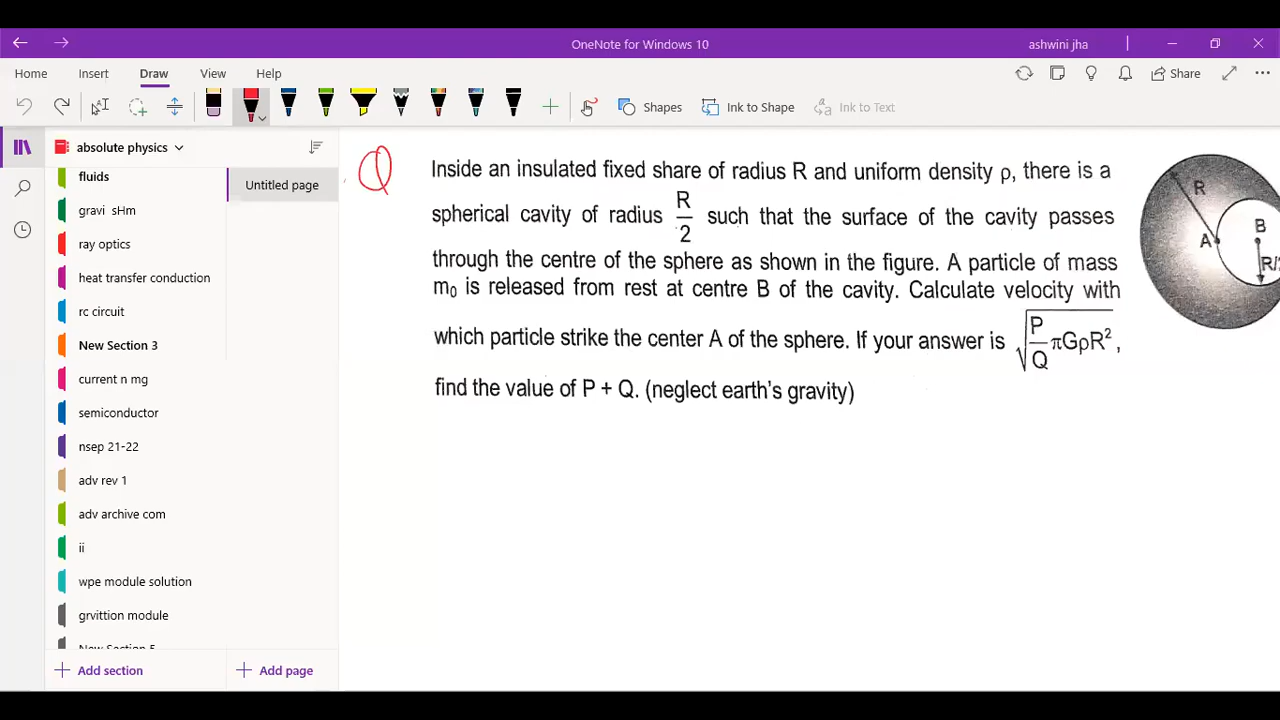 OneNote for Windows 10
ashwini jha
Home Insert Draw View Help
Share
Shapes Ink to Shape Ink to Text
absolute physics
fluids
gravi sHm
ray optics
heat transfer conduction
rc circuit
New Section 3
current n mg
semiconductor
nsep 21-22
adv rev 1
adv archive com
ii
wpe module solution
grvittion module
New Section 5
Add section
Untitled page
Add page
Q
Inside an insulated fixed share of radius R and uniform density ρ, there is a
spherical cavity of radius R/2 such that the surface of the cavity passes
through the centre of the sphere as shown in the figure. A particle of mass
m₀ is released from rest at centre B of the cavity. Calculate velocity with
which particle strike the center A of the sphere. If your answer is √(P/Q)πGρR²,
find the value of P + Q. (neglect earth's gravity)
R
A
B
R/